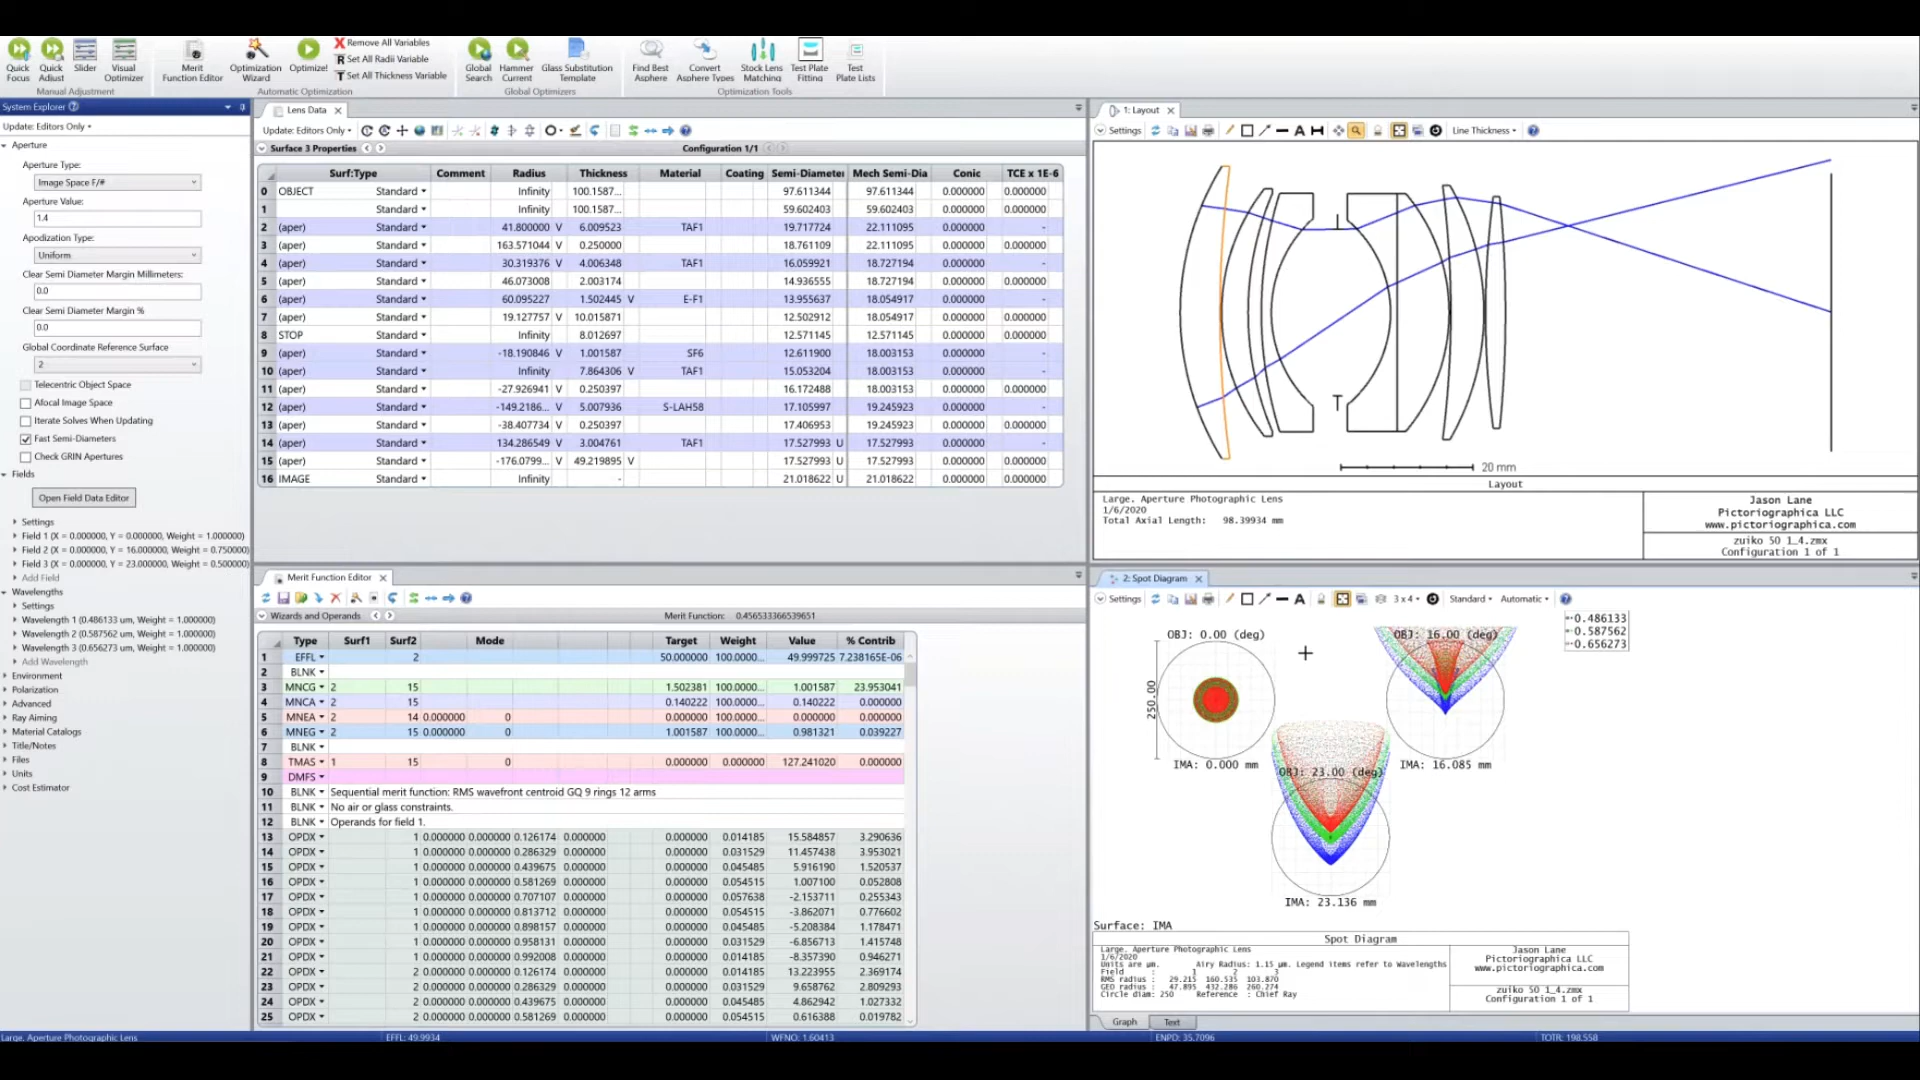 Quick Focus
Quick Adjust
Slider
Visual Optimizer
Manual Adjustment
Merit Function Editor
Optimization Wizard
Optimize!
Remove All Variables
Set All Radii Variable
Set All Thickness Variable
Automatic Optimization
Global Search
Hammer Current
Glass Substitution Template
Global Optimizers
Find Best Asphere
Convert Asphere Types
Stock Lens Matching
Test Plate Fitting
Test Plate Lists
Optimization Tools
System Explorer
Update: Editors Only
Aperture
Aperture Type:
Image Space F/#
Aperture Value:
1.4
Apodization Type:
Uniform
Clear Semi Diameter Margin Millimeters:
0.0
Clear Semi Diameter Margin %
0.0
Global Coordinate Reference Surface
2
Telecentric Object Space
Afocal Image Space
Iterate Solves When Updating
Fast Semi-Diameters
Check GRIN Apertures
Fields
Open Field Data Editor
Settings
Field 1 (X = 0.000000, Y = 0.000000, Weight = 1.000000)
Field 2 (X = 0.000000, Y = 16.000000, Weight = 0.750000)
Field 3 (X = 0.000000, Y = 23.000000, Weight = 0.500000)
Add Field
Wavelengths
Settings
Wavelength 1 (0.486133 um, Weight = 1.000000)
Wavelength 2 (0.587562 um, Weight = 1.000000)
Wavelength 3 (0.656273 um, Weight = 1.000000)
Add Wavelength
Environment
Polarization
Advanced
Ray Aiming
Material Catalogs
Title/Notes
Files
Units
Cost Estimator
Lens Data
Update: Editors Only
Surface 3 Properties
Configuration 1/1
Surf:Type Comment Radius Thickness Material Coating Semi-Diameter Mech Semi-Dia Conic TCE x 1E-6
0 OBJECT Standard Infinity 100.1587... 97.611344 97.611344 0.000000 0.000000
1 Standard Infinity 100.1587... 59.602403 59.602403 0.000000 0.000000
2 (aper) Standard 41.800000 V 6.009523 TAF1 19.717724 22.111095 0.000000 -
3 (aper) Standard 163.571044 V 0.250000 18.761109 22.111095 0.000000 0.000000
4 (aper) Standard 30.319376 V 4.006348 TAF1 16.059921 18.727194 0.000000 -
5 (aper) Standard 46.073008 2.003174 14.936555 18.727194 0.000000 0.000000
6 (aper) Standard 60.095227 1.502445 V E-F1 13.955637 18.054917 0.000000 -
7 (aper) Standard 19.127757 V 10.015871 12.502912 18.054917 0.000000 0.000000
8 STOP Standard Infinity 8.012697 12.571145 12.571145 0.000000 0.000000
9 (aper) Standard -18.190846 V 1.001587 SF6 12.611900 18.003153 0.000000 -
10 (aper) Standard Infinity 7.864306 V TAF1 15.053204 18.003153 0.000000 -
11 (aper) Standard -27.926941 V 0.250397 16.172488 18.003153 0.000000 0.000000
12 (aper) Standard -149.2186... V 5.007936 S-LAH58 17.105997 19.245923 0.000000 -
13 (aper) Standard -38.407734 V 0.250397 17.406953 19.245923 0.000000 0.000000
14 (aper) Standard 134.286549 V 3.004761 TAF1 17.527993 U 17.527993 0.000000 -
15 (aper) Standard -176.0799... V 49.219895 V 17.527993 U 17.527993 0.000000 0.000000
16 IMAGE Standard Infinity - 21.018622 U 21.018622 0.000000 0.000000
Merit Function Editor
Wizards and Operands
Merit Function: 0.456533366539651
Type Surf1 Surf2 Mode Target Weight Value % Contrib
1 EFFL 2 50.000000 100.0000... 49.999725 7.238165E-06
2 BLNK
3 MNCG 2 15 1.502381 100.0000... 1.001587 23.953041
4 MNCA 2 15 0.140222 100.0000... 0.140222 0.000000
5 MNEA 2 14 0.000000 0 0.000000 100.0000... 0.000000 0.000000
6 MNEG 2 15 0.000000 0 1.001587 100.0000... 0.981321 0.039227
7 BLNK
8 TMAS 1 15 0 0.000000 0.000000 127.241020 0.000000
9 DMFS
10 BLNK Sequential merit function: RMS wavefront centroid GQ 9 rings 12 arms
11 BLNK No air or glass constraints.
12 BLNK Operands for field 1.
13 OPDX 1 0.000000 0.000000 0.126174 0.000000 0.000000 0.014185 15.584857 3.290636
14 OPDX 1 0.000000 0.000000 0.286329 0.000000 0.000000 0.031529 11.457438 3.953021
15 OPDX 1 0.000000 0.000000 0.439675 0.000000 0.000000 0.045485 5.916190 1.520537
16 OPDX 1 0.000000 0.000000 0.581269 0.000000 0.000000 0.054515 1.007100 0.052808
17 OPDX 1 0.000000 0.000000 0.707107 0.000000 0.000000 0.057638 -2.153711 0.255343
18 OPDX 1 0.000000 0.000000 0.813712 0.000000 0.000000 0.054515 -3.862071 0.776602
19 OPDX 1 0.000000 0.000000 0.898157 0.000000 0.000000 0.045485 -5.208384 1.178471
20 OPDX 1 0.000000 0.000000 0.958131 0.000000 0.000000 0.031529 -6.856713 1.415748
21 OPDX 1 0.000000 0.000000 0.992008 0.000000 0.000000 0.014185 -8.357390 0.946271
22 OPDX 2 0.000000 0.000000 0.126174 0.000000 0.000000 0.014185 13.223955 2.369174
23 OPDX 2 0.000000 0.000000 0.286329 0.000000 0.000000 0.031529 9.658762 2.809293
24 OPDX 2 0.000000 0.000000 0.439675 0.000000 0.000000 0.045485 4.862942 1.027332
25 OPDX 2 0.000000 0.000000 0.581269 0.000000 0.000000 0.054515 0.616388 0.019782
1: Layout
Settings
Line Thickness
20 mm
Layout
Large. Aperture Photographic Lens
1/6/2020
Total Axial Length: 98.39934 mm
Jason Lane
Pictoriographica LLC
www.pictoriographica.com
zuiko 50 1_4.zmx
Configuration 1 of 1
2: Spot Diagram
Settings
3 x 4
Standard
Automatic
0.486133
0.587562
0.656273
OBJ: 0.00 (deg)
OBJ: 16.00 (deg)
250.00
IMA: 0.000 mm
IMA: 16.085 mm
OBJ: 23.00 (deg)
IMA: 23.136 mm
Surface: IMA
Spot Diagram
Large. Aperture Photographic Lens
1/6/2020
Units are µm. Airy Radius: 1.15 µm. Legend items refer to Wavelengths
Field : 1 2 3
RMS radius : 29.215 160.535 103.870
GEO radius : 47.895 432.286 260.274
Circle diam: 250 Reference : Chief Ray
Jason Lane
Pictoriographica LLC
www.pictoriographica.com
zuiko 50 1_4.zmx
Configuration 1 of 1
Graph
Text
Large. Aperture Photographic Lens
EFFL: 49.9934
WFNO: 1.60413
ENPD: 35.7096
TOTR: 198.558